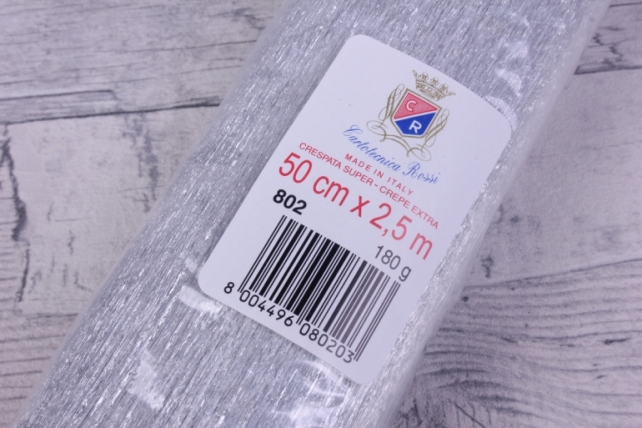 C
R
Cartotecnica Rossi
MADE IN ITALY
CRESPATA SUPER - CREPE EXTRA
50 cm x 2,5 m
802
180 g
8 004496 080203